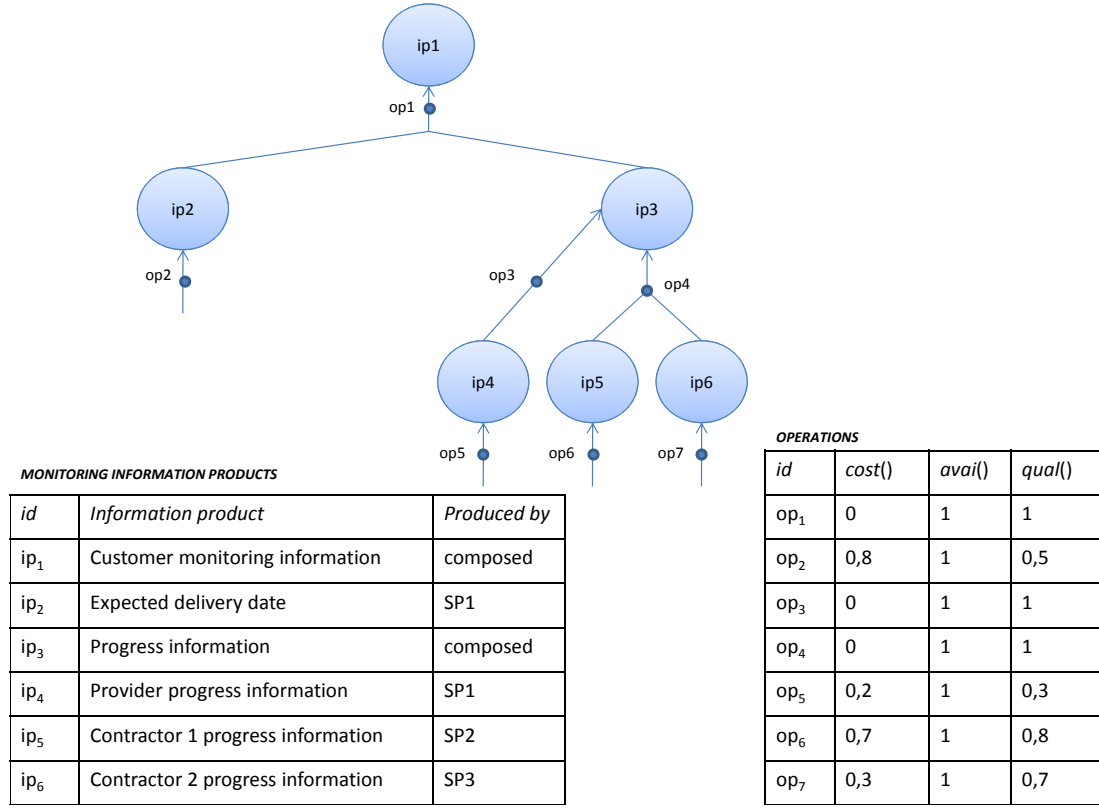 ip1
op1
ip2
ip3
op2
op3
op4
ip4
ip5
ip6
op5
op6
op7
MONITORING INFORMATION PRODUCTS
id Information product Produced by
ip1 Customer monitoring information composed
ip2 Expected delivery date SP1
ip3 Progress information composed
ip4 Provider progress information SP1
ip5 Contractor 1 progress information SP2
ip6 Contractor 2 progress information SP3
OPERATIONS
id cost() avai() qual()
op1 0 1 1
op2 0,8 1 0,5
op3 0 1 1
op4 0 1 1
op5 0,2 1 0,3
op6 0,7 1 0,8
op7 0,3 1 0,7